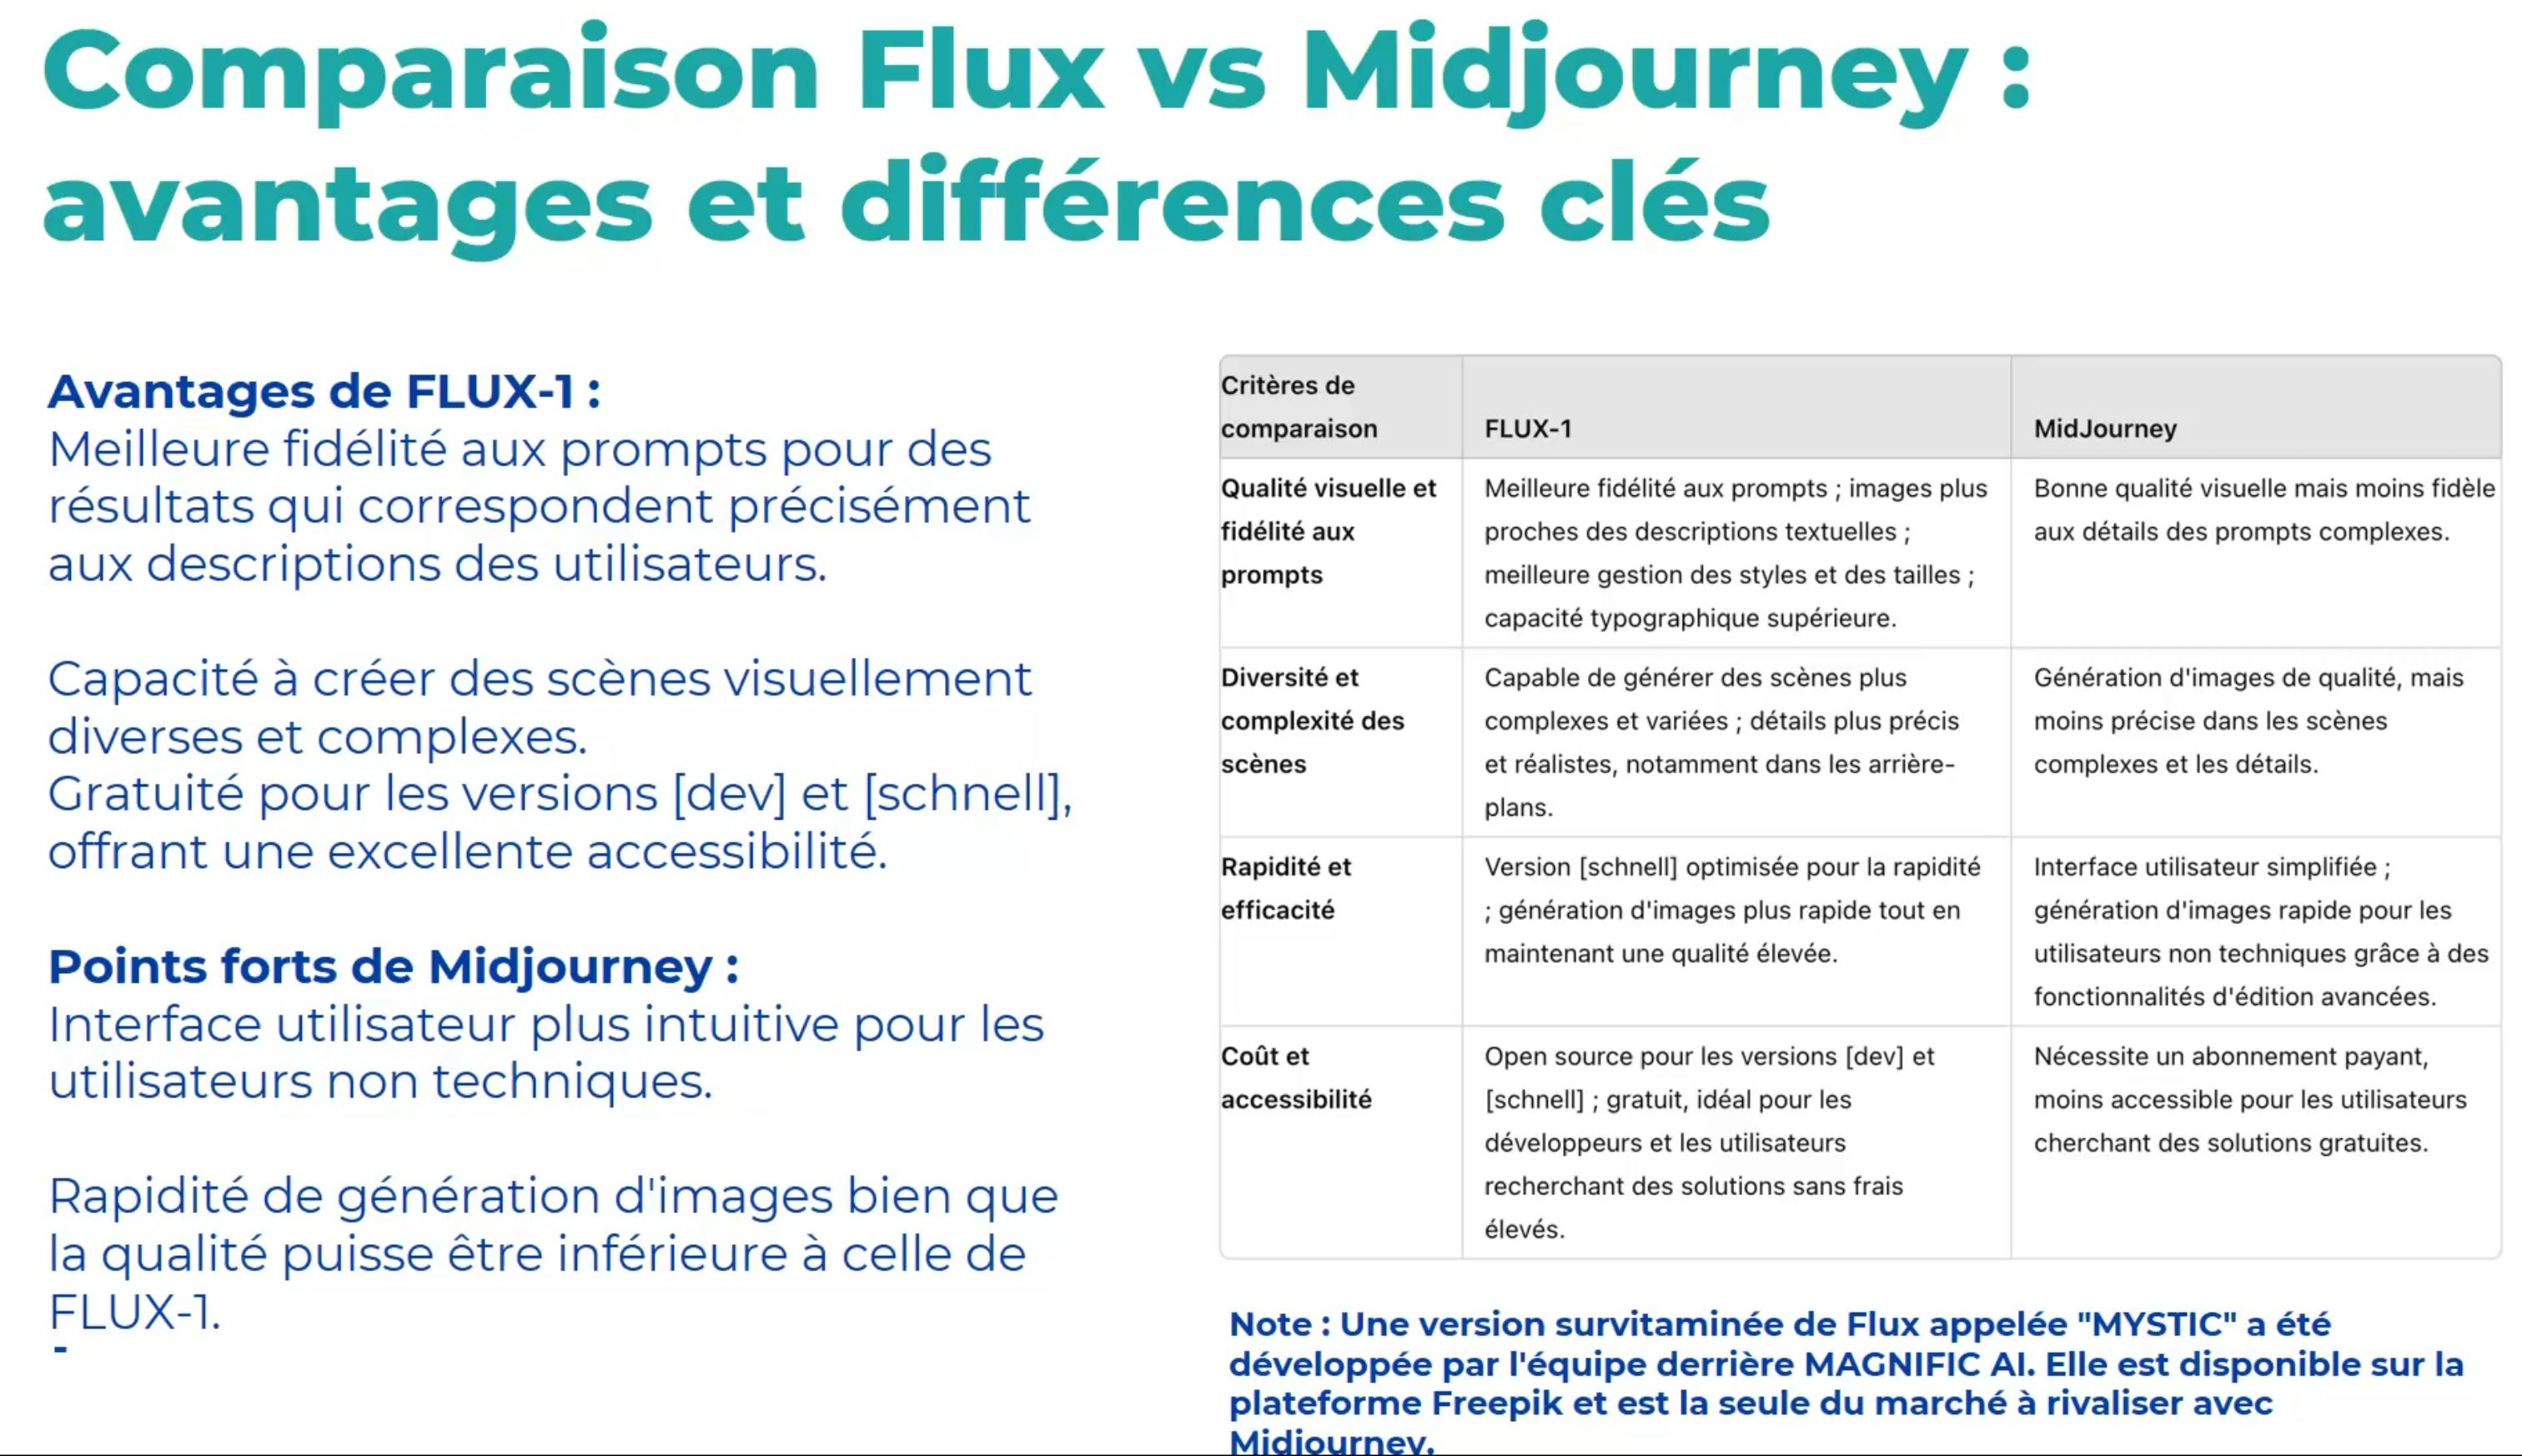 Comparaison Flux vs Midjourney :
avantages et différences clés
Avantages de FLUX-1 :
Meilleure fidélité aux prompts pour des
résultats qui correspondent précisément
aux descriptions des utilisateurs.
Capacité à créer des scènes visuellement
diverses et complexes.
Gratuité pour les versions [dev] et [schnell],
offrant une excellente accessibilité.
Points forts de Midjourney :
Interface utilisateur plus intuitive pour les
utilisateurs non techniques.
Rapidité de génération d'images bien que
la qualité puisse être inférieure à celle de
FLUX-1.
-
Critères de
comparaison
FLUX-1
MidJourney
Qualité visuelle et
fidélité aux
prompts
Meilleure fidélité aux prompts ; images plus
proches des descriptions textuelles ;
meilleure gestion des styles et des tailles ;
capacité typographique supérieure.
Bonne qualité visuelle mais moins fidèle
aux détails des prompts complexes.
Diversité et
complexité des
scènes
Capable de générer des scènes plus
complexes et variées ; détails plus précis
et réalistes, notamment dans les arrière-
plans.
Génération d'images de qualité, mais
moins précise dans les scènes
complexes et les détails.
Rapidité et
efficacité
Version [schnell] optimisée pour la rapidité
; génération d'images plus rapide tout en
maintenant une qualité élevée.
Interface utilisateur simplifiée ;
génération d'images rapide pour les
utilisateurs non techniques grâce à des
fonctionnalités d'édition avancées.
Coût et
accessibilité
Open source pour les versions [dev] et
[schnell] ; gratuit, idéal pour les
développeurs et les utilisateurs
recherchant des solutions sans frais
élevés.
Nécessite un abonnement payant,
moins accessible pour les utilisateurs
cherchant des solutions gratuites.
Note : Une version survitaminée de Flux appelée "MYSTIC" a été
développée par l'équipe derrière MAGNIFIC AI. Elle est disponible sur la
plateforme Freepik et est la seule du marché à rivaliser avec
Midjourney.